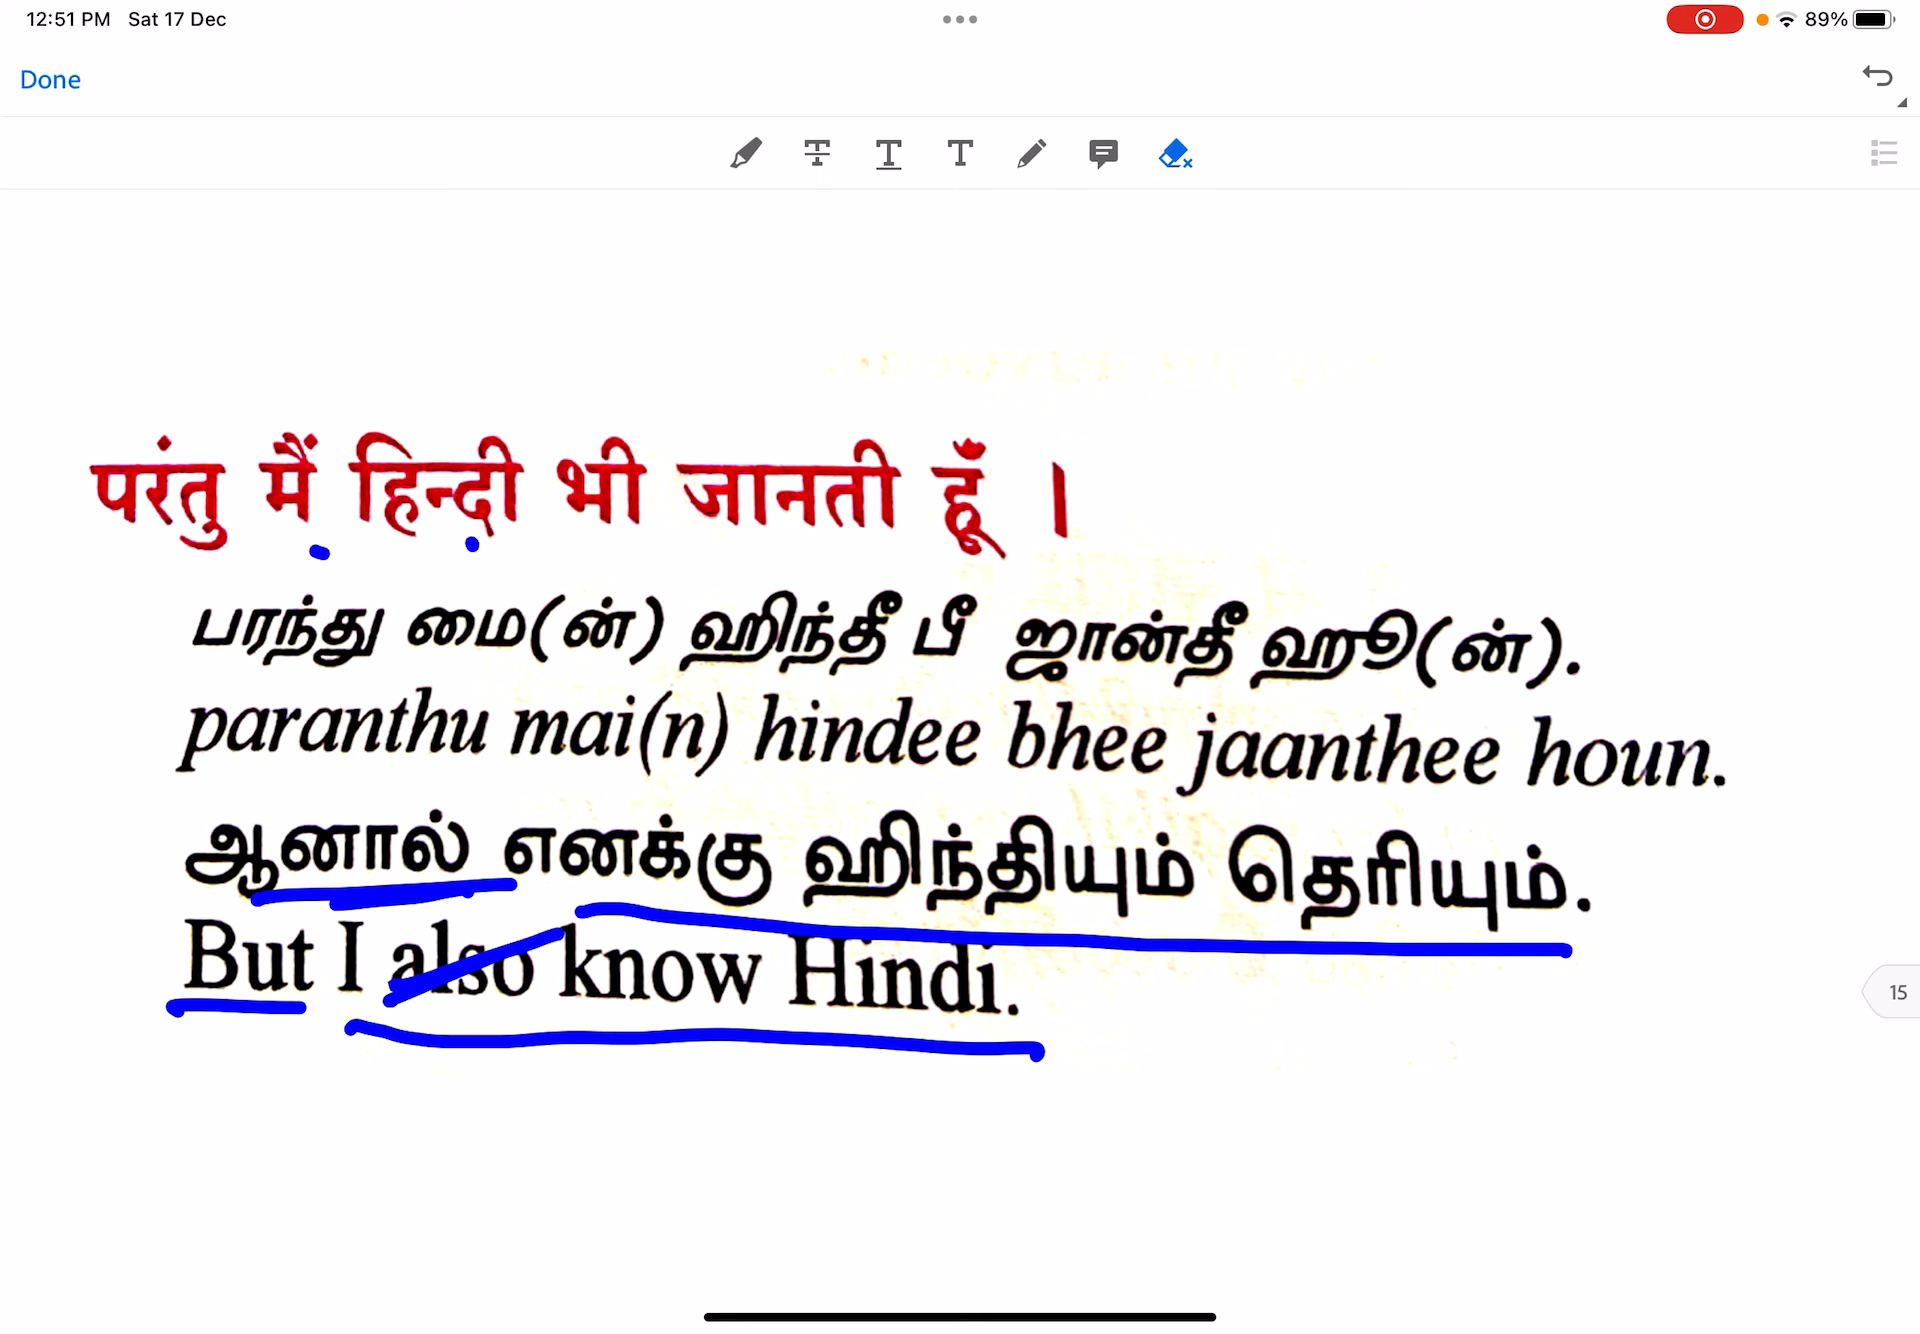 12:51 PM Sat 17 Dec 89%
Done
परंतु मैं हिन्दी भी जानती हूँ ।
பரந்து மை(ன்) ஹிந்தீ பீ ஜான்தீ ஹூ(ன்).
paranthu mai(n) hindee bhee jaanthee houn.
ஆனால் எனக்கு ஹிந்தியும் தெரியும்.
But I also know Hindi.
15